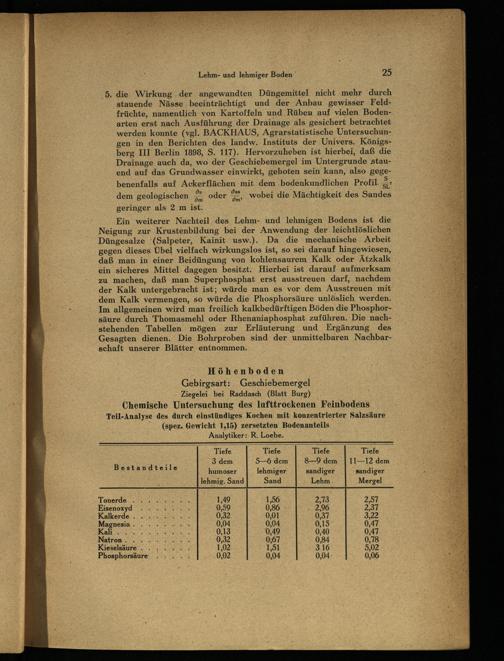 Lehm- und lehmiger Boden 25
5. die Wirkung der angewandten Düngemittel nicht mehr durch
stauende Nässe beeinträchtigt und der Anbau gewisser Feld-
früchte, namentlich von Kartoffeln und Rüben auf vielen Boden-
arten erst nach Ausführung der Drainage als gesichert betrachtet
werden konnte (vgl. BACKHAUS, Agrarstatistische Untersuchun-
gen in den Berichten des landw. Instituts der Univers. Königs-
berg III Berlin 1898, S. 117). Hervorzuheben ist hierbei, daß die
Drainage auch da, wo der Geschiebemergel im Untergrunde stau-
end auf das Grundwasser einwirkt, geboten sein kann, also gege-
benenfalls auf Ackerflächen mit dem bodenkundlichen Profil S/SL,
dem geologischen ∂s/∂m oder ∂as/∂m, wobei die Mächtigkeit des Sandes
geringer als 2 m ist.
Ein weiterer Nachteil des Lehm- und lehmigen Bodens ist die
Neigung zur Krustenbildung bei der Anwendung der leichtlöslichen
Düngesalze (Salpeter, Kainit usw.). Da die mechanische Arbeit
gegen dieses Übel vielfach wirkungslos ist, so sei darauf hingewiesen,
daß man in einer Beidüngung von kohlensaurem Kalk oder Ätzkalk
ein sicheres Mittel dagegen besitzt. Hierbei ist darauf aufmerksam
zu machen, daß man Superphosphat erst ausstreuen darf, nachdem
der Kalk untergebracht ist; würde man es vor dem Ausstreuen mit
dem Kalk vermengen, so würde die Phosphorsäure unlöslich werden.
Im allgemeinen wird man freilich kalkbedürftigen Böden die Phosphor-
säure durch Thomasmehl oder Rhenaniaphosphat zuführen. Die nach-
stehenden Tabellen mögen zur Erläuterung und Ergänzung des
Gesagten dienen. Die Bohrproben sind der unmittelbaren Nachbar-
schaft unserer Blätter entnommen.
Höhenboden
Gebirgsart: Geschiebemergel
Ziegelei bei Raddasch (Blatt Burg)
Chemische Untersuchung des lufttrockenen Feinbodens
Teil-Analyse des durch einstündiges Kochen mit konzentrierter Salzsäure
(spez. Gewicht 1,15) zersetzten Bodenanteils
Analytiker: R. Loebe.
Bestandteile
Tiefe Tiefe Tiefe Tiefe
3 dcm 5—6 dcm 8—9 dcm 11—12 dcm
humoser lehmiger sandiger sandiger
lehmig. Sand Sand Lehm Mergel
Tonerde . . . . . . . 1,49 1,56 2,73 2,57
Eisenoxyd . . . . . . 0,59 0,86 2,96 2,37
Kalkerde . . . . . . . 0,32 0,01 0,37 3,22
Magnesia . . . . . . . 0,04 0,04 0,15 0,47
Kali . . . . . . . . 0,13 0,49 0,40 0,47
Natron . . . . . . . 0,32 0,67 0,84 0,78
Kieselsäure . . . . . . 1,02 1,51 3 16 5,02
Phosphorsäure . . . . . 0,02 0,04 0,04 0,06